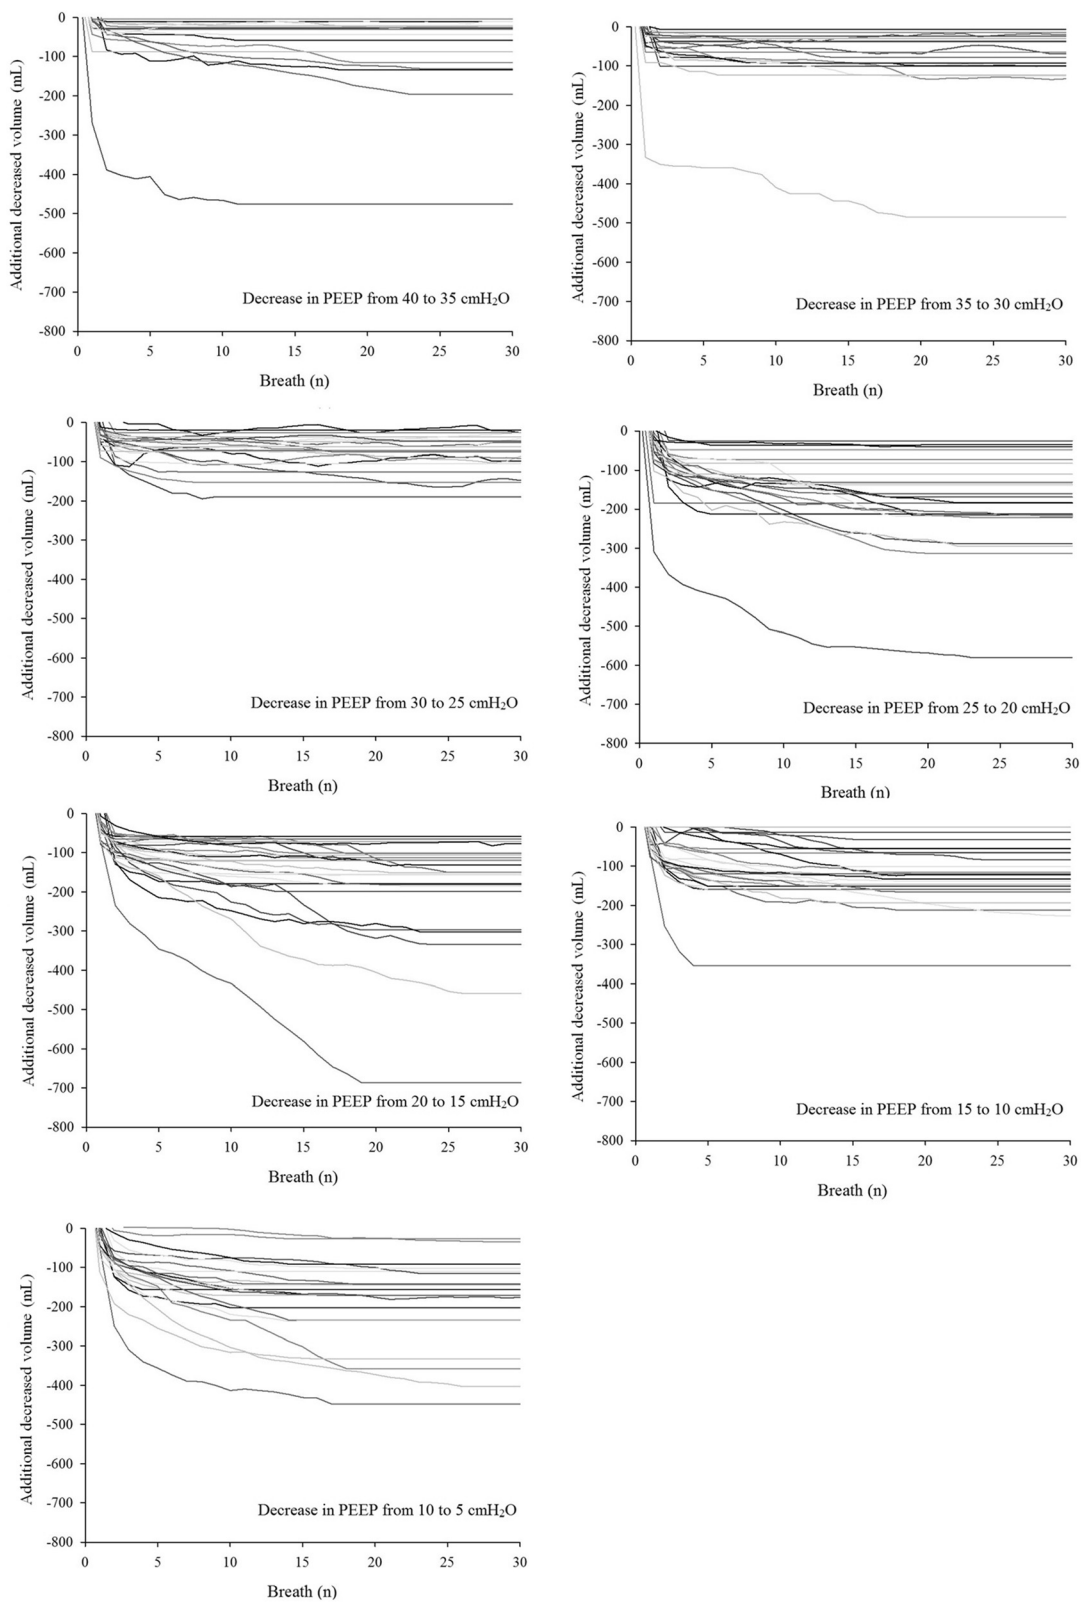 0
-100
-200
-300
-400
-500
-600
-700
-800
Additional decreased volume (mL)
Decrease in PEEP from 40 to 35 cmH₂O
0 5 10 15 20 25 30
Breath (n)
0
-100
-200
-300
-400
-500
-600
-700
-800
Additional decreased volume (mL)
Decrease in PEEP from 35 to 30 cmH₂O
0 5 10 15 20 25 30
Breath (n)
0
-100
-200
-300
-400
-500
-600
-700
-800
Additional decreased volume (mL)
Decrease in PEEP from 30 to 25 cmH₂O
0 5 10 15 20 25 30
Breath (n)
0
-100
-200
-300
-400
-500
-600
-700
-800
Additional decreased volume (mL)
Decrease in PEEP from 25 to 20 cmH₂O
0 5 10 15 20 25 30
Breath (n)
0
-100
-200
-300
-400
-500
-600
-700
-800
Additional decreased volume (mL)
Decrease in PEEP from 20 to 15 cmH₂O
0 5 10 15 20 25 30
Breath (n)
0
-100
-200
-300
-400
-500
-600
-700
-800
Additional decreased volume (mL)
Decrease in PEEP from 15 to 10 cmH₂O
0 5 10 15 20 25 30
Breath (n)
0
-100
-200
-300
-400
-500
-600
-700
-800
Additional decreased volume (mL)
Decrease in PEEP from 10 to 5 cmH₂O
0 5 10 15 20 25 30
Breath (n)